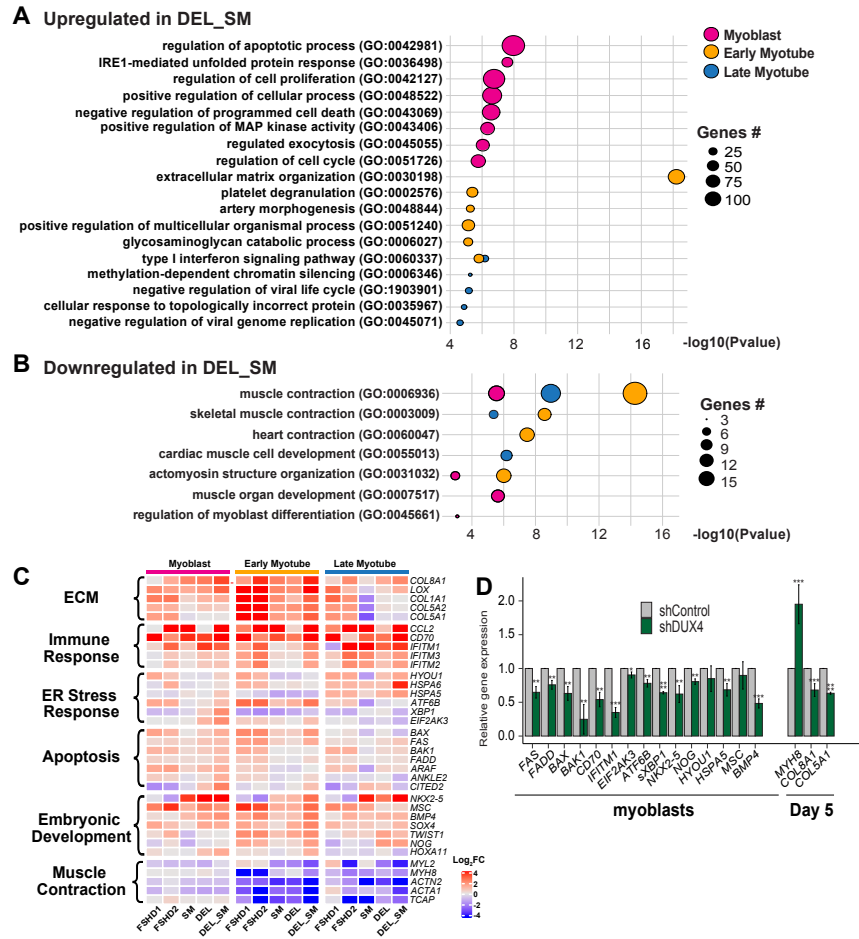 A Upregulated in DEL_SM
regulation of apoptotic process (GO:0042981)
IRE1-mediated unfolded protein response (GO:0036498)
regulation of cell proliferation (GO:0042127)
positive regulation of cellular process (GO:0048522)
negative regulation of programmed cell death (GO:0043069)
positive regulation of MAP kinase activity (GO:0043406)
regulated exocytosis (GO:0045055)
regulation of cell cycle (GO:0051726)
extracellular matrix organization (GO:0030198)
platelet degranulation (GO:0002576)
artery morphogenesis (GO:0048844)
positive regulation of multicellular organismal process (GO:0051240)
glycosaminoglycan catabolic process (GO:0006027)
type I interferon signaling pathway (GO:0060337)
methylation-dependent chromatin silencing (GO:0006346)
negative regulation of viral life cycle (GO:1903901)
cellular response to topologically incorrect protein (GO:0035967)
negative regulation of viral genome replication (GO:0045071)
4 8 12 16 -log10(Pvalue)
Myoblast
Early Myotube
Late Myotube
Genes #
25
50
75
100
B Downregulated in DEL_SM
muscle contraction (GO:0006936)
skeletal muscle contraction (GO:0003009)
heart contraction (GO:0060047)
cardiac muscle cell development (GO:0055013)
actomyosin structure organization (GO:0031032)
muscle organ development (GO:0007517)
regulation of myoblast differentiation (GO:0045661)
4 8 12 16 -log10(Pvalue)
Genes #
3
6
9
12
15
C
Myoblast Early Myotube Late Myotube
ECM
COL8A1
LOX
COL1A1
COL5A2
COL5A1
Immune
Response
CCL2
CD70
IFITM1
IFITM3
IFITM2
ER Stress
Response
HYOU1
HSPA6
HSPA5
ATF6B
XBP1
EIF2AK3
Apoptosis
BAX
FAS
BAK1
FADD
ARAF
ANKLE2
CITED2
Embryonic
Development
NKX2-5
MSC
BMP4
SOX4
TWIST1
NOG
HOXA11
Muscle
Contraction
MYL2
MYH8
ACTN2
ACTA1
TCAP
FSHD1 FSHD2 SM DEL DEL_SM FSHD1 FSHD2 SM DEL DEL_SM FSHD1 FSHD2 SM DEL DEL_SM
Log2FC
4
2
0
-2
-4
D
Relative gene expression
2.0
1.5
1.0
0.5
0.0
shControl
shDUX4
** ** ** ** ** *** * ** ** ** ** ** *** *** ** **
**
FAS FADD BAX BAK1 CD70 IFITM1 EIF2AK3 ATF6B sXBP1 NKX2-5 NOG HYOU1 HSPA5 MSC BMP4 MYH8 COL8A1 COL5A1
myoblasts Day 5